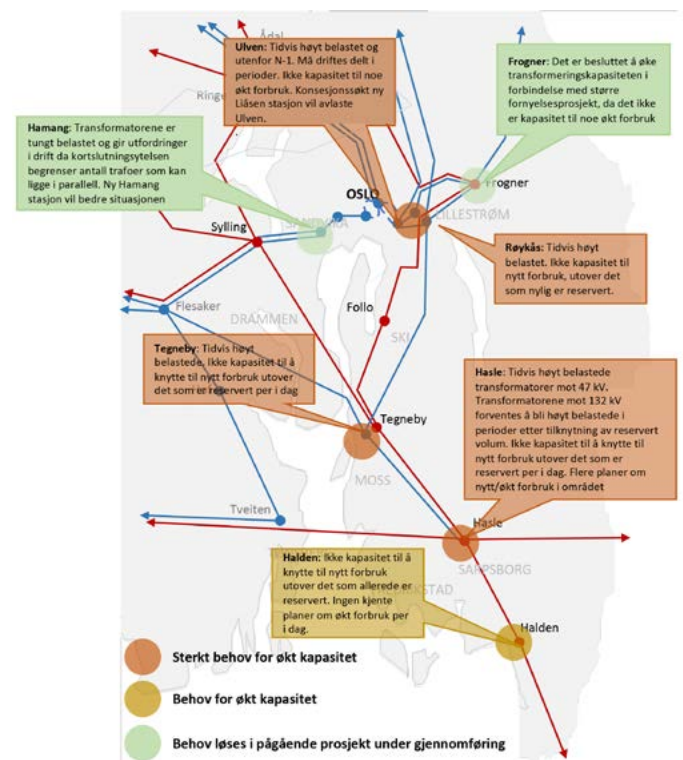 Ådal
Ulven: Tidvis høyt belastet og
utenfor N-1. Må driftes delt i
perioder. Ikke kapasitet til noe
økt forbruk. Konsesjonssøkt ny
Liåsen stasjon vil avlaste
Ulven.
Frogner: Det er besluttet å øke
transformeringskapasiteten i
forbindelse med større
fornyelsesprosjekt, da det ikke
er kapasitet til noe økt forbruk
Ringe
Hamang: Transformatorene er
tungt belastet og gir utfordringer
i drift da kortslutningsytelsen
begrenser antall trafoer som kan
ligge i parallell. Ny Hamang
stasjon vil bedre situasjonen
OSLO
Frogner
SANDVIKA
LILLESTRØM
Sylling
Røykås: Tidvis høyt
belastet. Ikke kapasitet til
nytt forbruk, utover det
som nylig er reservert.
Flesaker
DRAMMEN
Follo
SKI
Tegneby: Tidvis høyt
belastede. Ikke kapasitet til å
knytte til nytt forbruk utover
det som er reservert per i dag
Hasle: Tidvis høyt belastede
transformatorer mot 47 kV.
Transformatorene mot 132 kV
forventes å bli høyt belastede i
perioder etter tilknytning av reservert
volum. Ikke kapasitet til å knytte til
nytt forbruk utover det som er
reservert per i dag. Flere planer om
nytt/økt forbruk i området
Tegneby
MOSS
Tveiten
Hasle
SARPSBORG
Halden: Ikke kapasitet til å
knytte til nytt forbruk
utover det som allerede er
reservert. Ingen kjente
planer om økt forbruk per
i dag.
Halden
Sterkt behov for økt kapasitet
Behov for økt kapasitet
Behov løses i pågående prosjekt under gjennomføring